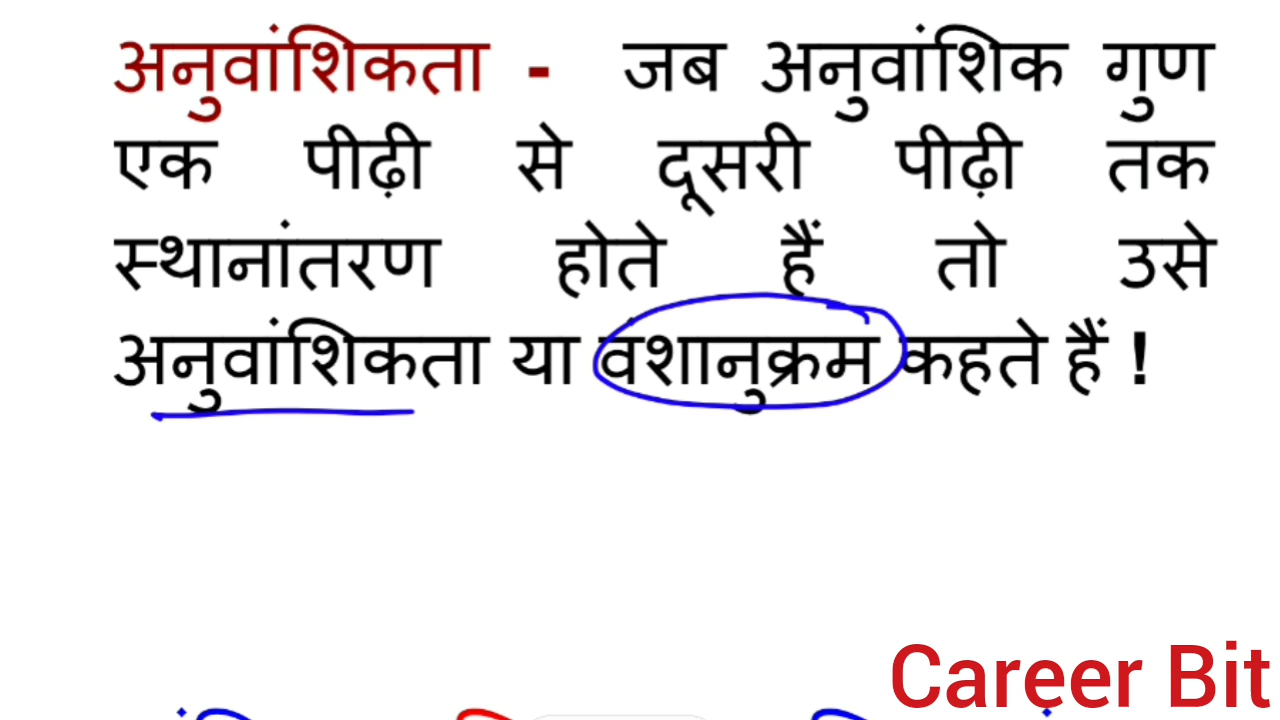 अनुवांशिकता - जब अनुवांशिक गुण
एक पीढ़ी से दूसरी पीढ़ी तक
स्थानांतरण होते हैं तो उसे
अनुवांशिकता या वंशानुक्रम कहते हैं !
Career Bit